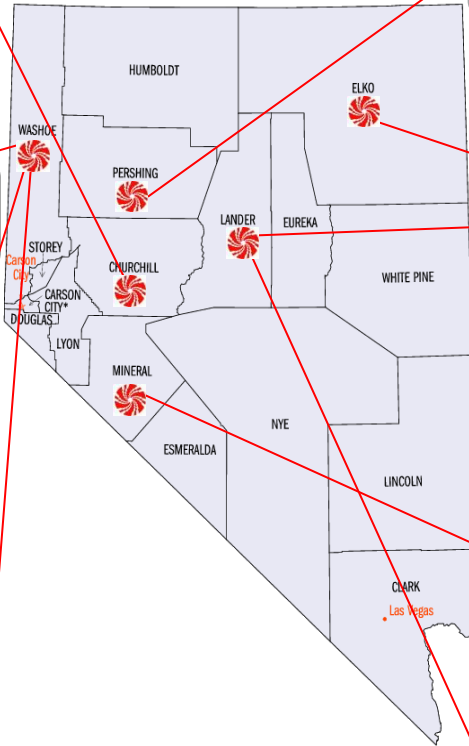 HUMBOLDT
ELKO
WASHOE
PERSHING
LANDER
EUREKA
STOREY
Carson
City
CHURCHILL
WHITE PINE
CARSON
CITY*
DOUGLAS
LYON
MINERAL
NYE
ESMERALDA
LINCOLN
CLARK
Las Vegas